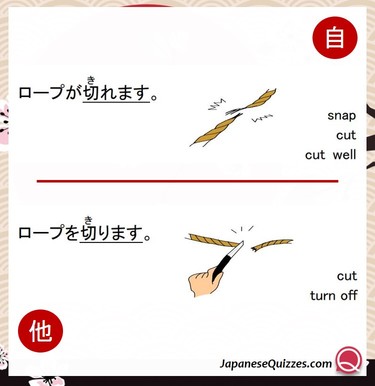 自
き
ロープが切れます。
snap
cut
cut well
き
ロープを切ります。
cut
turn off
他
JapaneseQuizzes.com